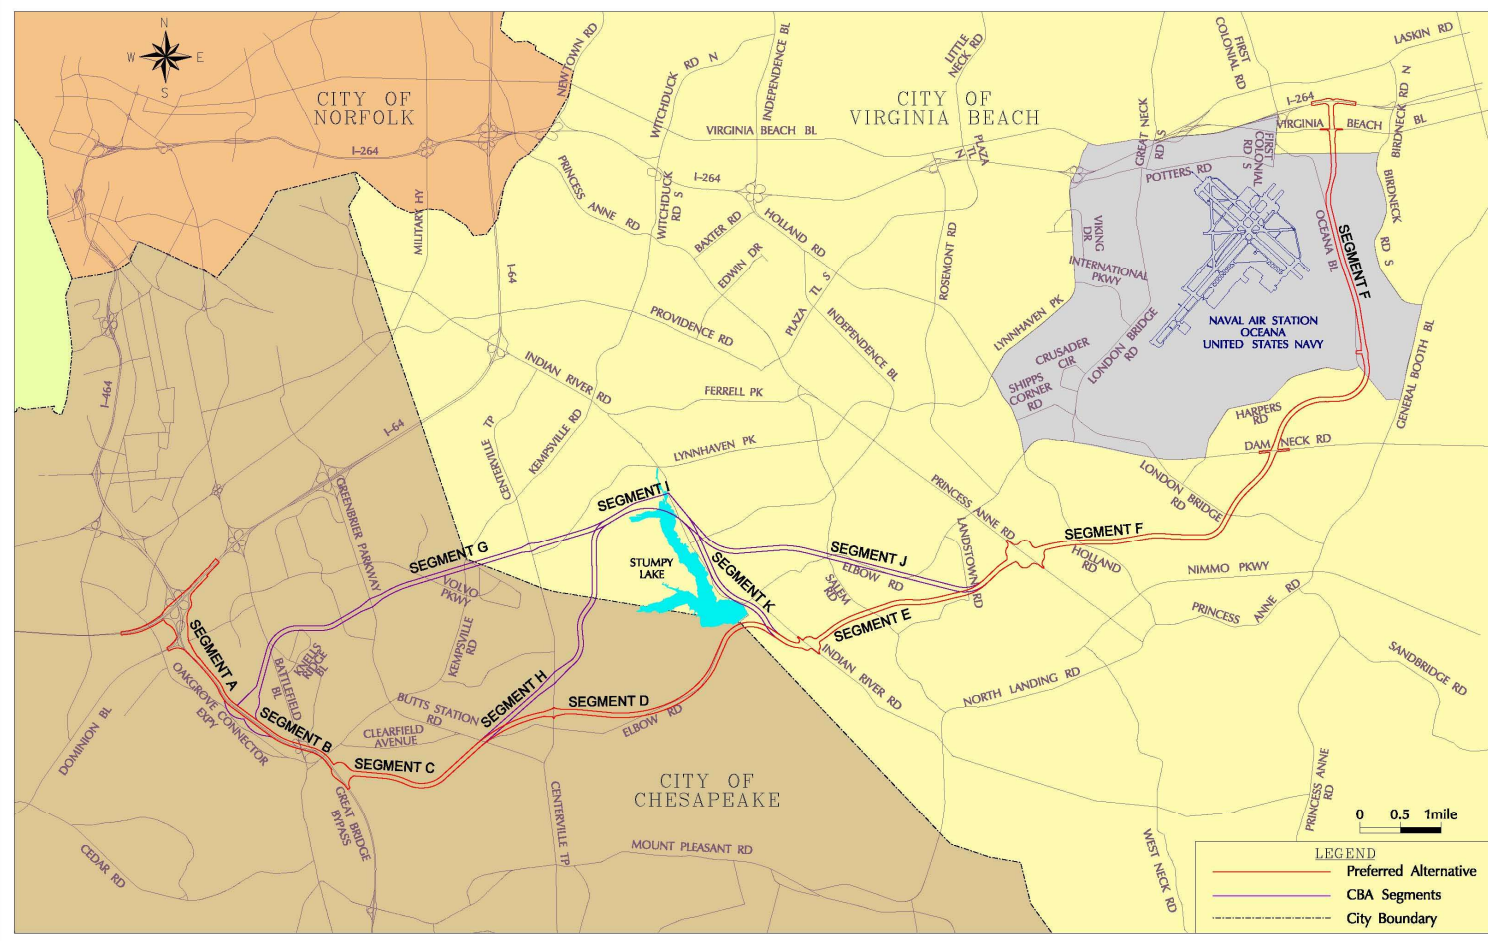 N
W
E
S
CITY OF
NORFOLK
CITY OF
VIRGINIA BEACH
NEWTOWN RD
WITCHDUCK RD N
INDEPENDENCE BL
LITTLE
NECK RD
FIRST
COLONIAL RD
LASKIN RD
I-264
VIRGINIA BEACH BL
BIRDNECK RD N
VIRGINIA BEACH BL
GREAT NECK
RD S
PLAZA
TL N
FIRST
COLONIAL
RD S
I-264
I-264
POTTERS RD
BIRDNECK RD S
PRINCESS ANNE RD
WITCHDUCK
RD S
MILITARY HY
BAXTER RD
HOLLAND RD
EDWIN DR
ROSEMONT RD
VIKING
DR
OCEANA BL
SEGMENT F
I-64
INTERNATIONAL
PKWY
PLAZA TL S
LYNNHAVEN PK
LONDON BRIDGE
RD
NAVAL AIR STATION
OCEANA
UNITED STATES NAVY
PROVIDENCE RD
INDEPENDENCE BL
GENERAL BOOTH BL
CRUSADER
CIR
SHIPPS
CORNER
RD
INDIAN RIVER RD
FERRELL PK
I-464
I-64
HARPERS
RD
CENTERVILLE TP
KEMPSVILLE RD
LYNNHAVEN PK
DAM NECK RD
LONDON BRIDGE
RD
GREENBRIER PARKWAY
SEGMENT I
PRINCESS ANNE RD
SEGMENT F
LANDSTOWN
RD
HOLLAND
RD
SEGMENT G
SEGMENT J
ELBOW RD
STUMPY
LAKE
SEGMENT K
SALEM
RD
NIMMO PKWY
VOLVO
PKWY
PRINCESS ANNE RD
SEGMENT E
KEMPSVILLE
RD
SEGMENT A
KNELLS
RIDGE
BL
BATTLEFIELD
BL
SANDBRIDGE RD
OAKGROVE CONNECTOR
EXPY
INDIAN RIVER RD
NORTH LANDING RD
SEGMENT H
SEGMENT D
BUTTS STATION
RD
ELBOW RD
DOMINION BL
SEGMENT B
CLEARFIELD
AVENUE
SEGMENT C
CITY OF
CHESAPEAKE
GREAT BRIDGE
BYPASS
CENTERVILLE TP
PRINCESS ANNE
RD
0 0.5 1mile
MOUNT PLEASANT RD
WEST NECK RD
CEDAR RD
LEGEND
Preferred Alternative
CBA Segments
City Boundary